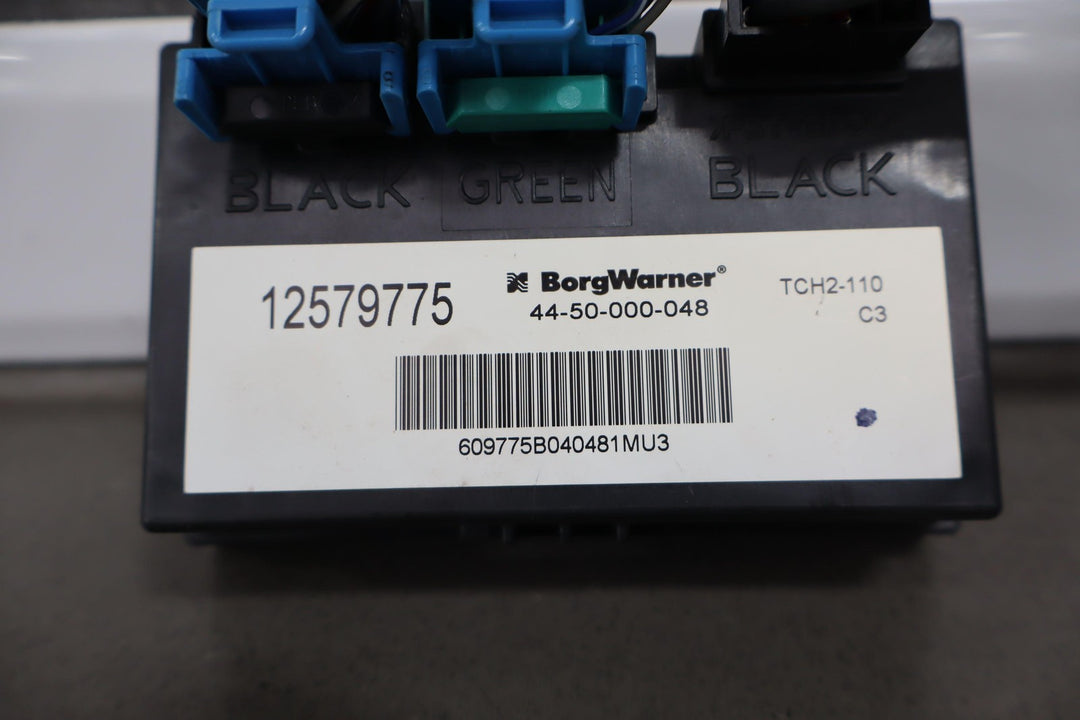 BLACK GREEN BLACK
12579775
BorgWarner®
44-50-000-048
TCH2-110
C3
609775B040481MU3